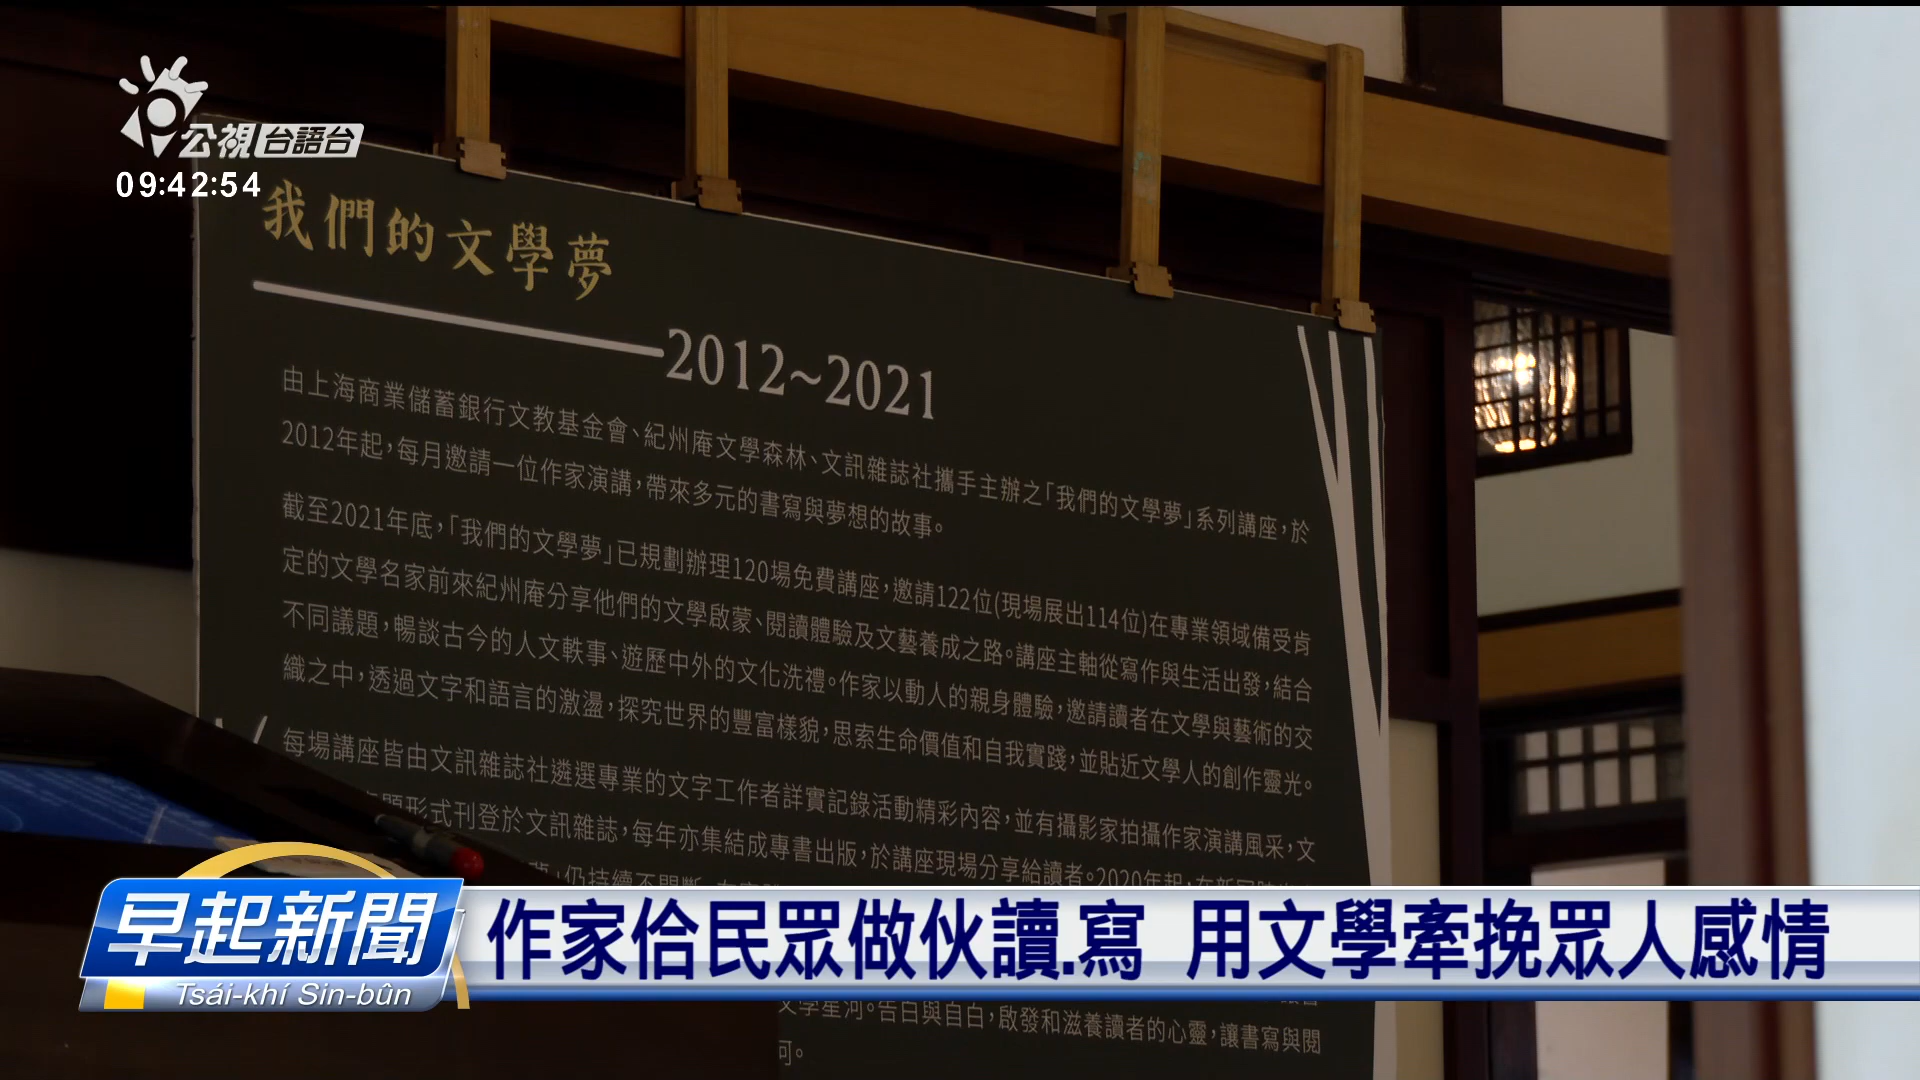 公視台語台
09:42:54
我們的文學夢
2012~2021
由上海商業儲蓄銀行文教基金會、紀州庵文學森林、文訊雜誌社攜手主辦之「我們的文學夢」系列講座，於
2012年起，每月邀請一位作家演講，帶來多元的書寫與夢想的故事。
截至2021年底，「我們的文學夢」已規劃辦理120場免費講座，邀請122位(現場展出114位)在專業領域備受肯
定的文學名家前來紀州庵分享他們的文學啟蒙、閱讀體驗及文藝養成之路。講座主軸從寫作與生活出發，結合
不同議題，暢談古今的人文軼事、遊歷中外的文化洗禮。作家以動人的親身體驗，邀請讀者在文學與藝術的交
織之中，透過文字和語言的激盪，探究世界的豐富樣貌，思索生命價值和自我實踐，並貼近文學人的創作靈光。
每場講座皆由文訊雜誌社遴選專業的文字工作者詳實記錄活動精彩內容，並有攝影家拍攝作家演講風采，文
題形式刊登於文訊雜誌，每年亦集結成專書出版，於講座現場分享給讀者。2020年起，在新冠
夢」仍持續不間斷
文學星河。告白與自白，啟發和滋養讀者的心靈，讓書寫與閱
河。
早起新聞
Tsái-khí Sin-bûn
作家佮民眾做伙讀.寫 用文學牽挽眾人感情